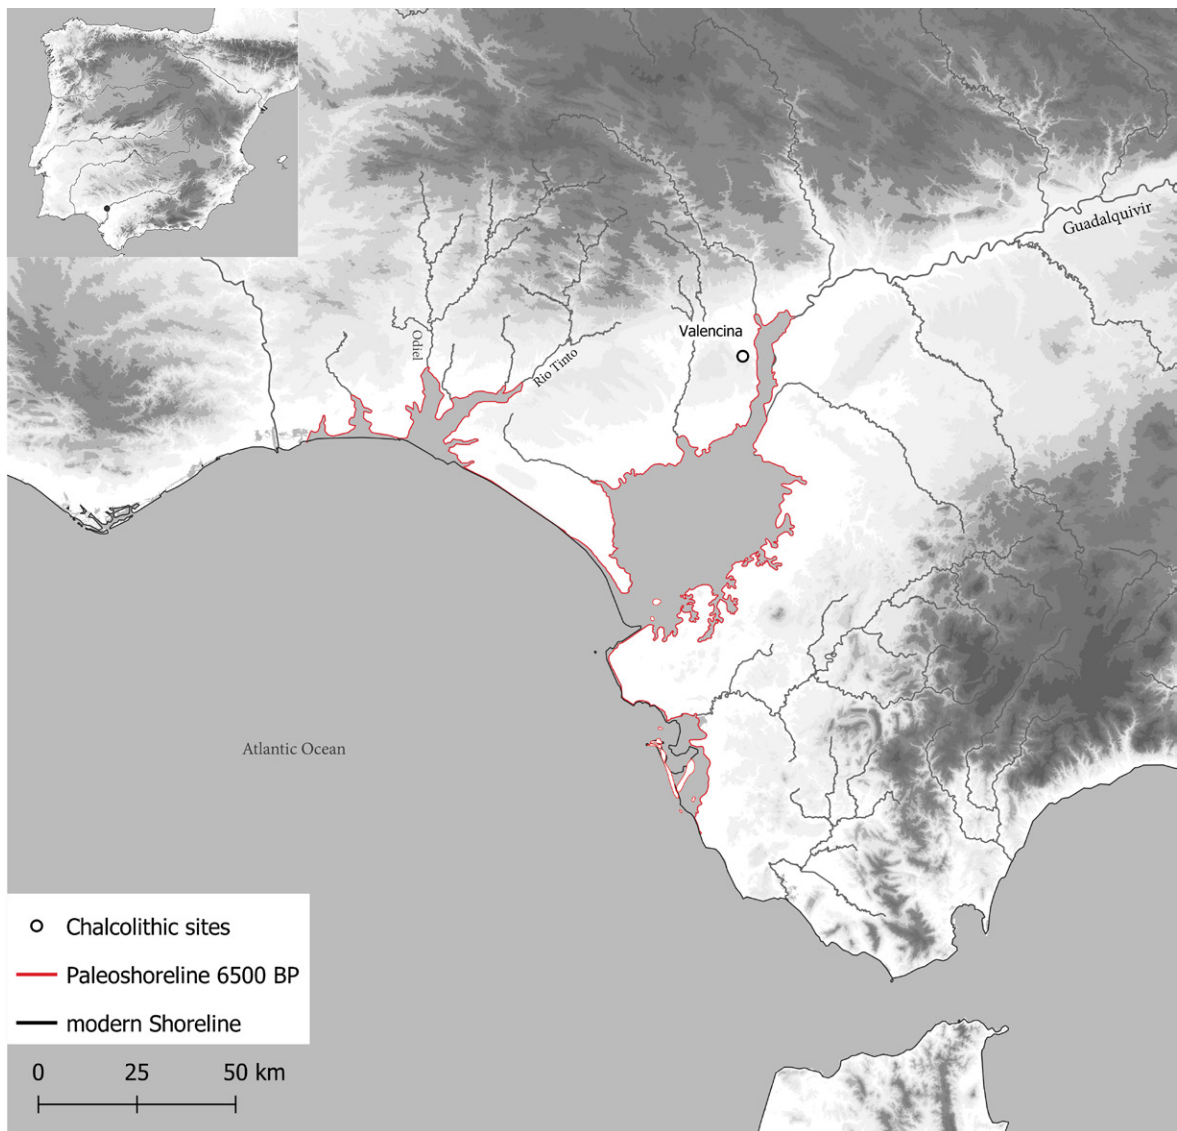 Guadalquivir
Valencina
Odiel
Rio Tinto
Atlantic Ocean
Chalcolithic sites
Paleoshoreline 6500 BP
modern Shoreline
0 25 50 km